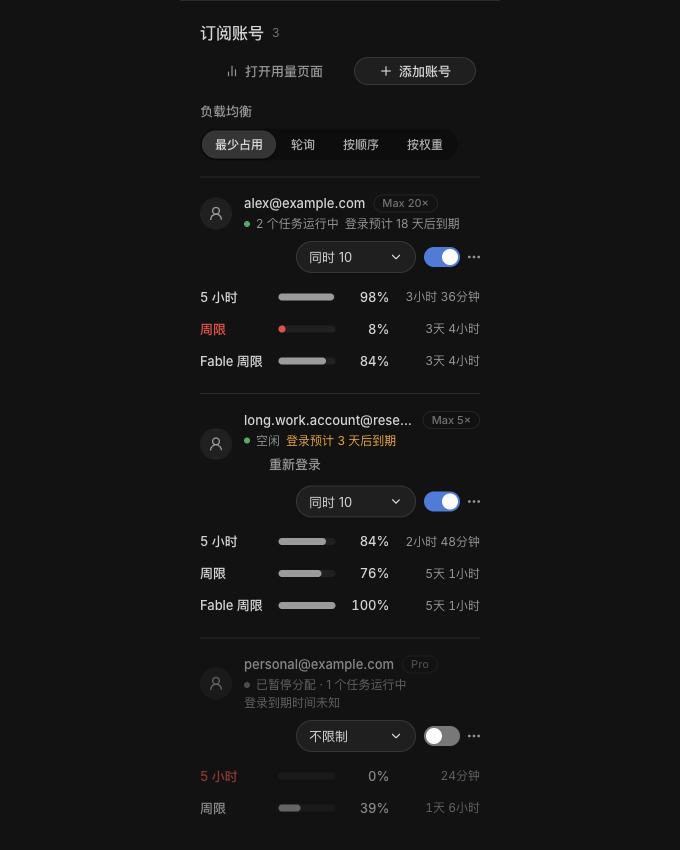 订阅账号 3
打开用量页面 添加账号
负载均衡
最少占用 轮询 按顺序 按权重
alex@example.com Max 20×
2 个任务运行中 登录预计 18 天后到期
同时 10
5 小时 98% 3小时 36分钟
周限 8% 3天 4小时
Fable 周限 84% 3天 4小时
long.work.account@rese... Max 5×
空闲 登录预计 3 天后到期
重新登录
同时 10
5 小时 84% 2小时 48分钟
周限 76% 5天 1小时
Fable 周限 100% 5天 1小时
personal@example.com Pro
已暂停分配 · 1 个任务运行中
登录到期时间未知
不限制
5 小时 0% 24分钟
周限 39% 1天 6小时